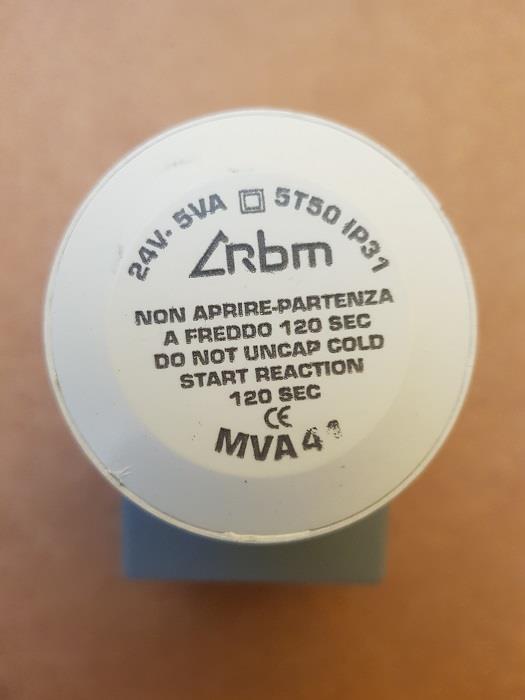 24V- 5VA 5T50 IP31
rbm
NON APRIRE-PARTENZA
A FREDDO 120 SEC
DO NOT UNCAP COLD
START REACTION
120 SEC
CE
MVA 41